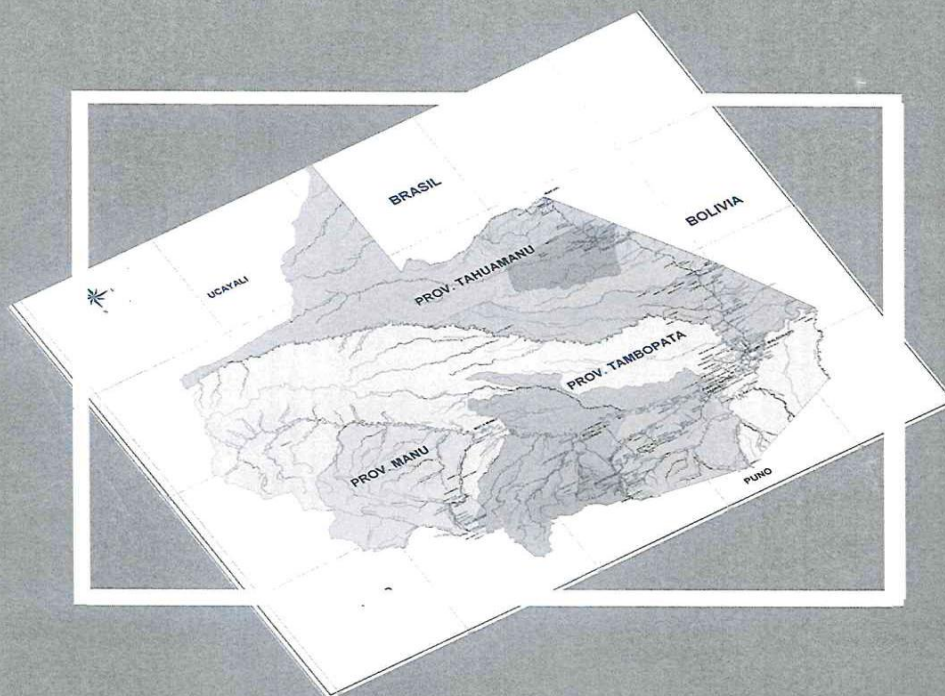 BRASIL
BOLIVIA
UCAYALI
PROV. TAHUAMANU
PROV. TAMBOPATA
PROV. MANU
PUNO